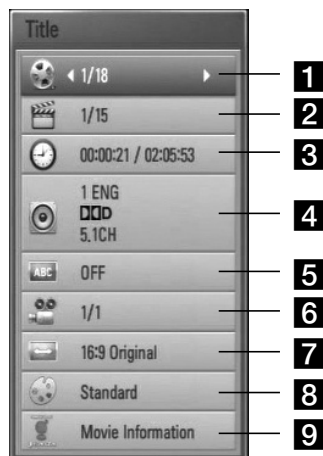 Title
1/18
1
1/15
2
00:00:21 / 02:05:53
3
1 ENG
D
5.1CH
4
ABC
OFF
5
1/1
6
16:9 Original
7
Standard
8
Movie Information
9